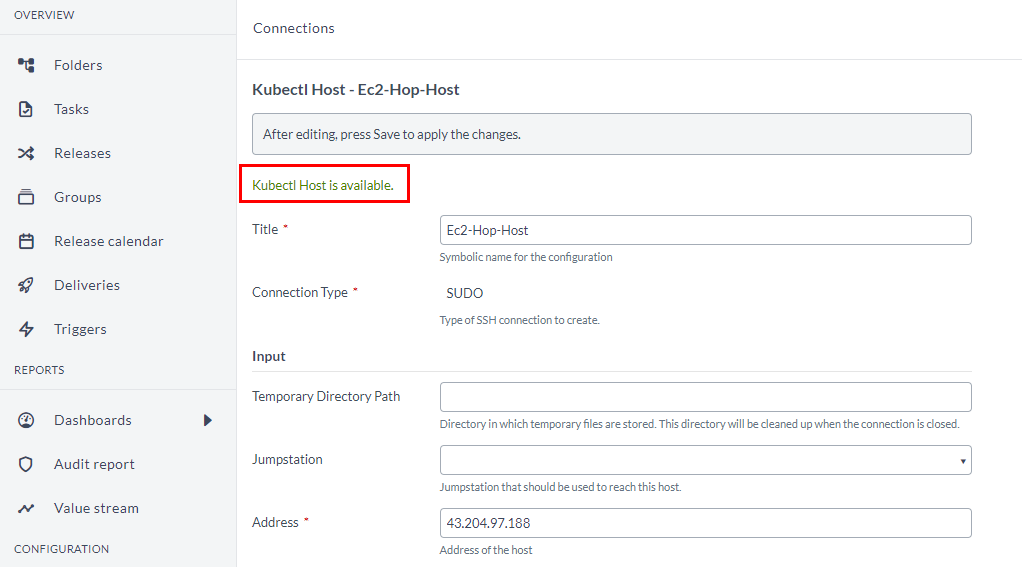 OVERVIEW
Folders
Tasks
Releases
Groups
Release calendar
Deliveries
Triggers
REPORTS
Dashboards
Audit report
Value stream
CONFIGURATION
Connections
Kubectl Host - Ec2-Hop-Host
After editing, press Save to apply the changes.
Kubectl Host is available.
Title *
Ec2-Hop-Host
Symbolic name for the configuration
Connection Type *
SUDO
Type of SSH connection to create.
Input
Temporary Directory Path
Directory in which temporary files are stored. This directory will be cleaned up when the connection is closed.
Jumpstation
Jumpstation that should be used to reach this host.
Address *
43.204.97.188
Address of the host